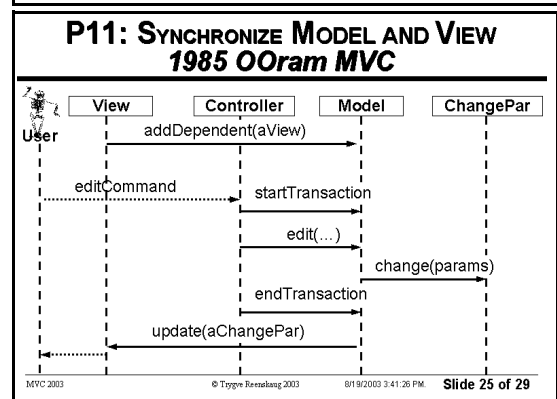 P11: SYNCHRONIZE MODEL AND VIEW
1985 OOram MVC
View Controller Model ChangePar
User
addDependent(aView)
editCommand
startTransaction
edit(...)
change(params)
endTransaction
update(aChangePar)
MVC 2003 © Trygve Reenskaug 2003 8/19/2003 3:41:26 PM. Slide 25 of 29